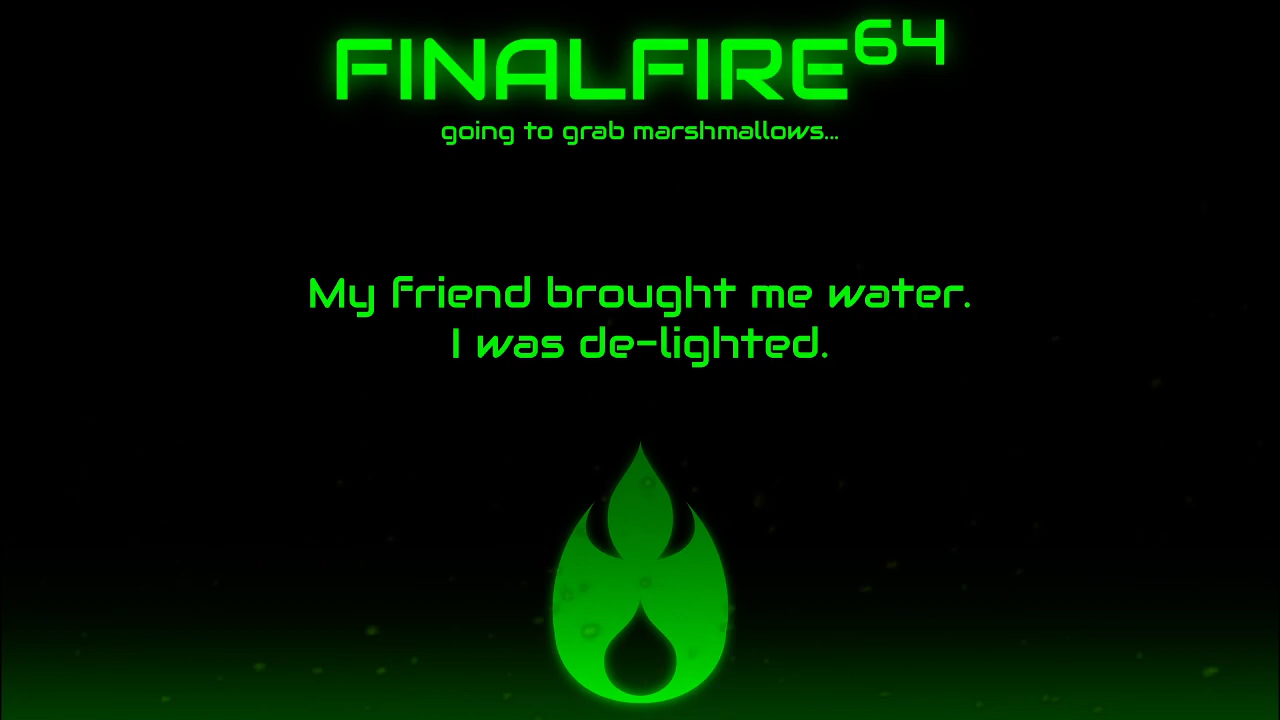 FINALFIRE⁶⁴
going to grab marshmallows...
My friend brought me water.
I was de-lighted.